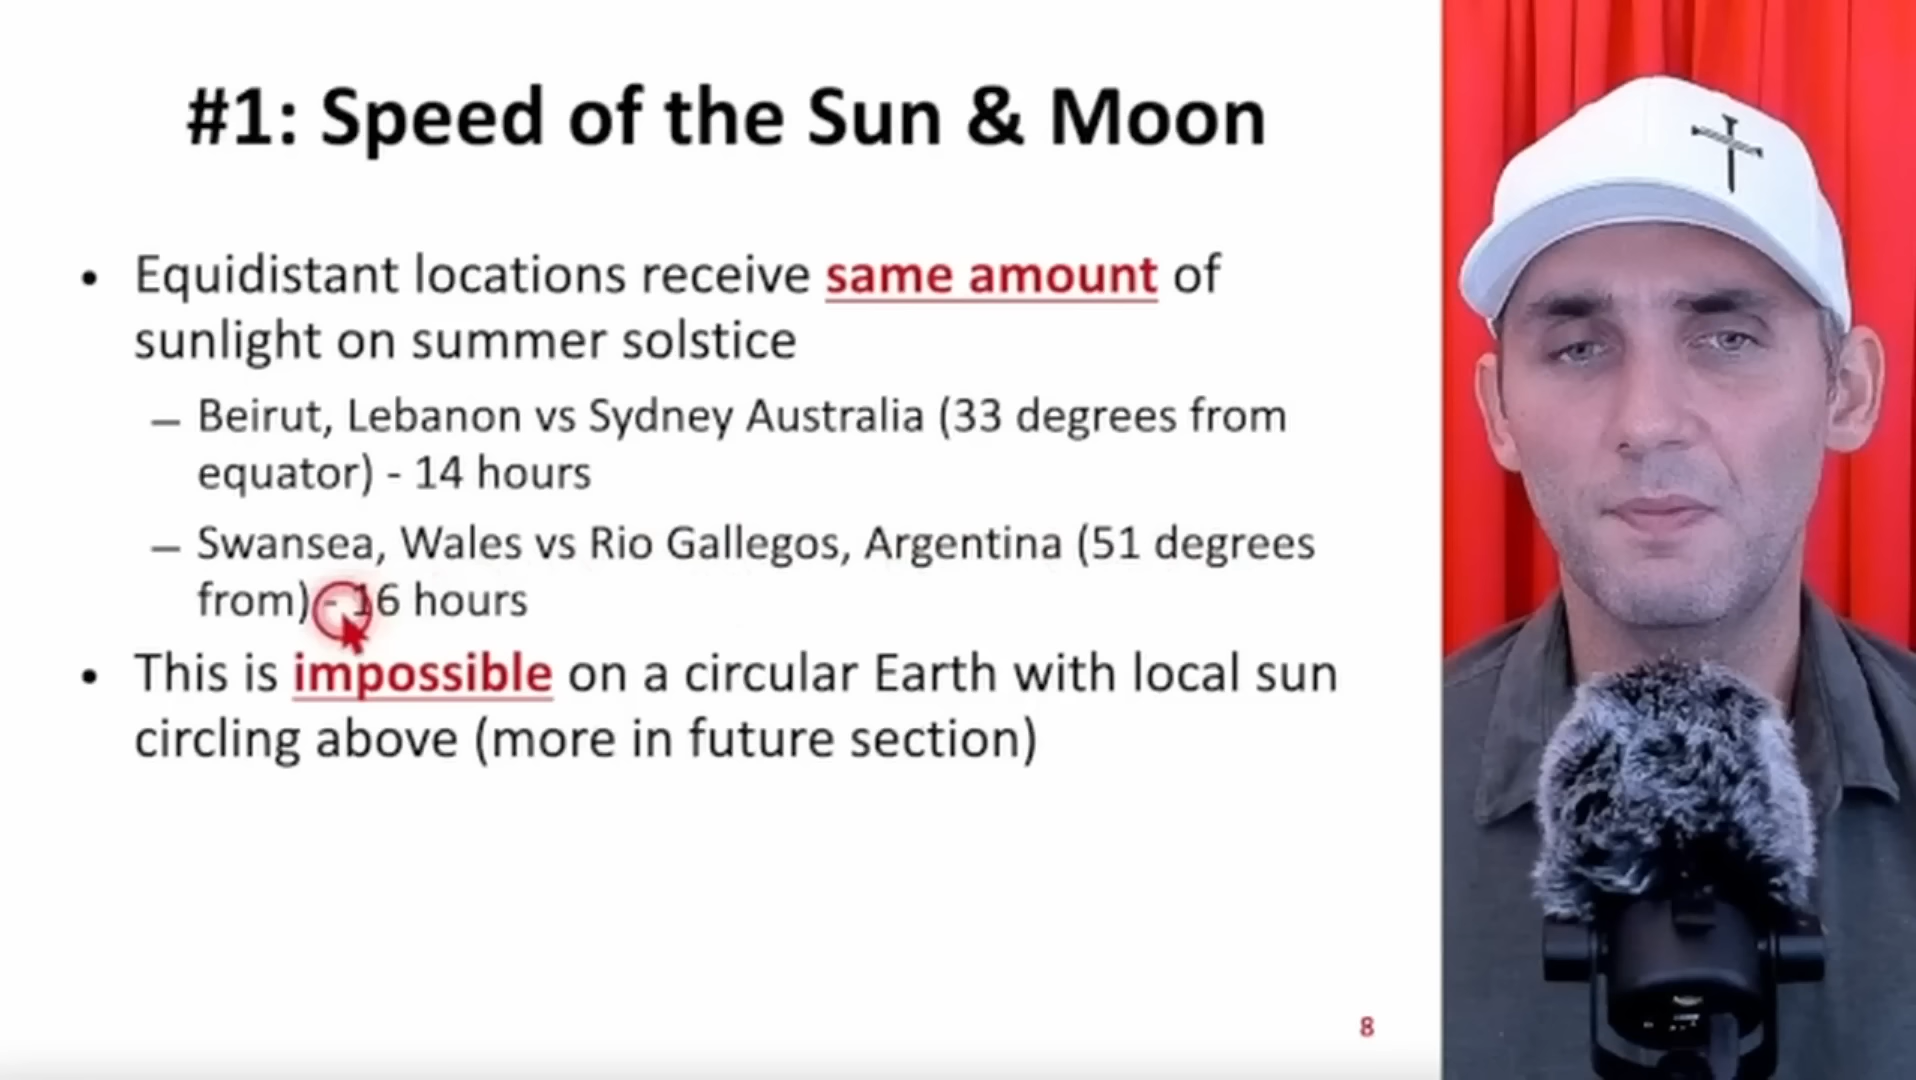 #1: Speed of the Sun & Moon
• Equidistant locations receive same amount of
sunlight on summer solstice
– Beirut, Lebanon vs Sydney Australia (33 degrees from
equator) - 14 hours
– Swansea, Wales vs Rio Gallegos, Argentina (51 degrees
from) - 16 hours
• This is impossible on a circular Earth with local sun
circling above (more in future section)
8